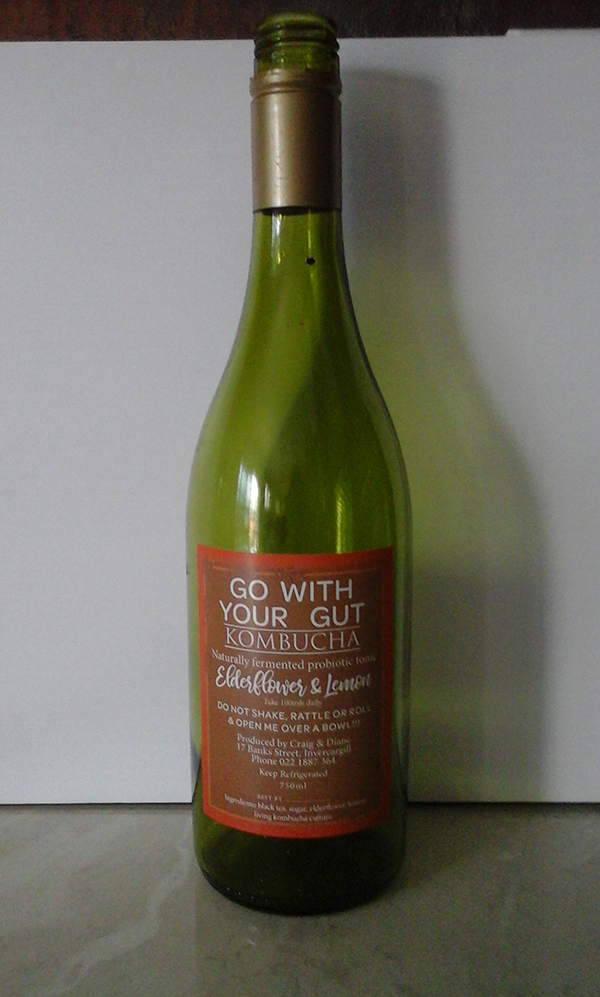 GO WITH
YOUR GUT
KOMBUCHA
Naturally fermented probiotic tonic
Elderflower & Lemon
Take 100mls daily
DO NOT SHAKE, RATTLE OR ROLL
& OPEN ME OVER A BOWL!!!
Produced by Craig & Diane
17 Banks Street, Invercargill
Phone 022 1887 364
Keep Refrigerated
750ml
BEST BY
Ingredients: black tea, sugar, elderflower, lemon,
living kombucha culture.